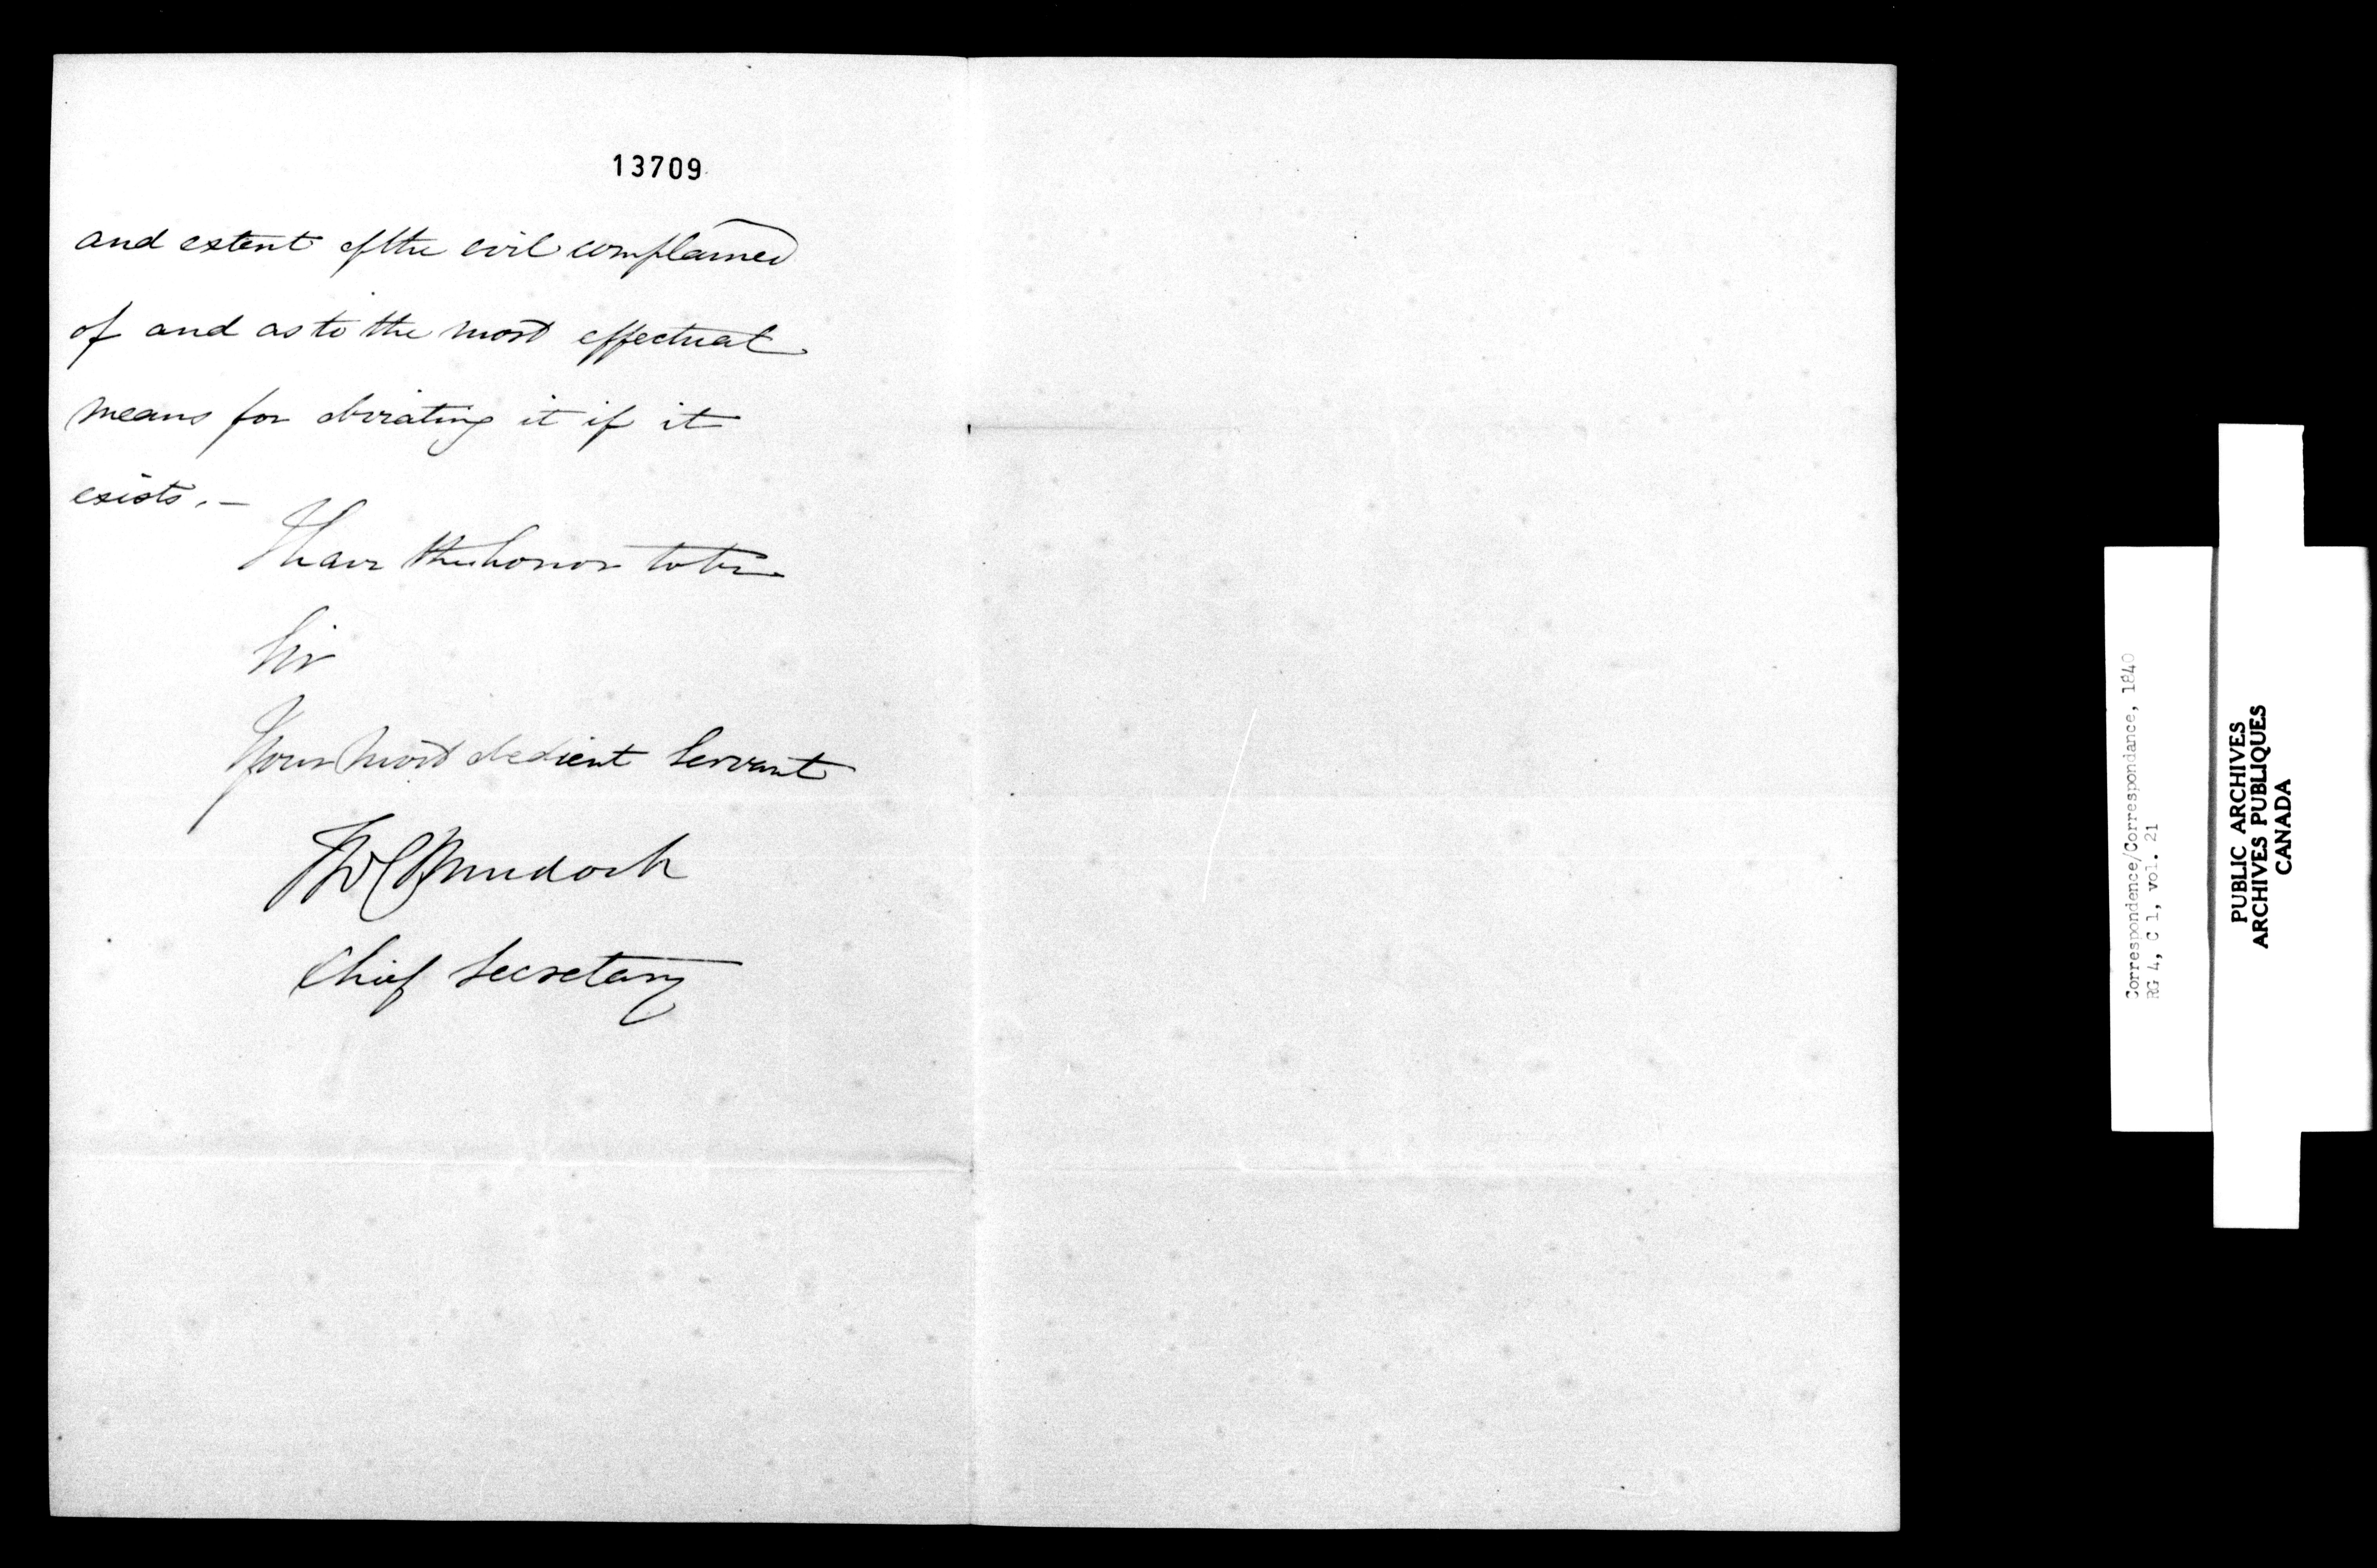 13709
and extent of the evil complained
of and as to the most effectual
means for obviating it if it
exists. —
I have the honor to be
Sir
Your most obedient Servant
Th W C Murdoch
Chief Secretary
Correspondence/Correspondance, 1840
RG 4, C 1, vol. 21
PUBLIC ARCHIVES
ARCHIVES PUBLIQUES
CANADA